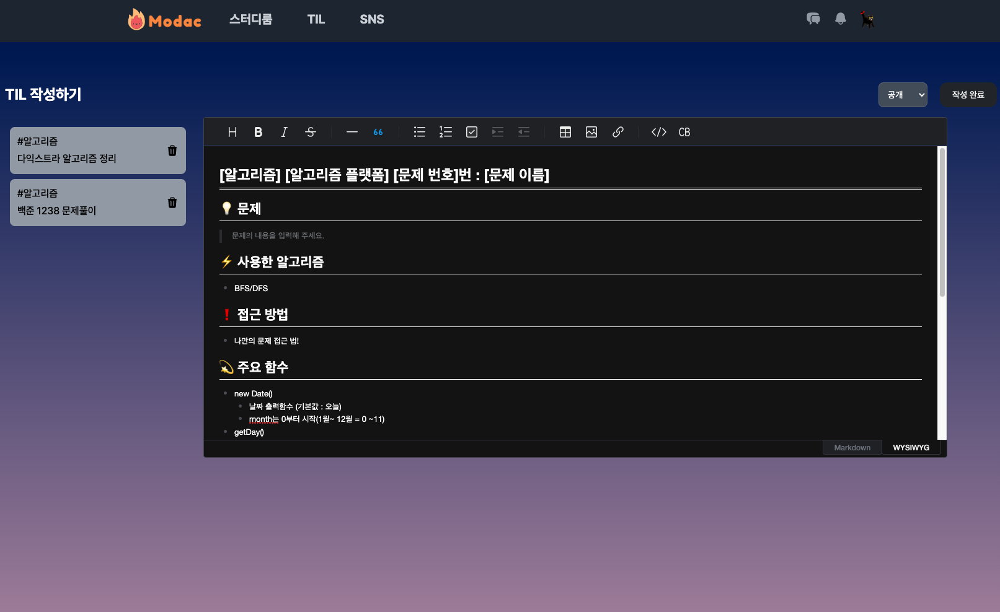 Modac
스터디룸
TIL
SNS
TIL 작성하기
공개
작성 완료
#알고리즘
다익스트라 알고리즘 정리
#알고리즘
백준 1238 문제풀이
H B I S 66 CB
[알고리즘] [알고리즘 플랫폼] [문제 번호]번 : [문제 이름]
💡 문제
문제의 내용을 입력해 주세요.
⚡ 사용한 알고리즘
BFS/DFS
❗ 접근 방법
나만의 문제 접근 법!
💫 주요 함수
new Date()
날짜 출력함수 (기본값 : 오늘)
month는 0부터 시작(1월~ 12월 = 0 ~11)
getDay()
Markdown
WYSIWYG